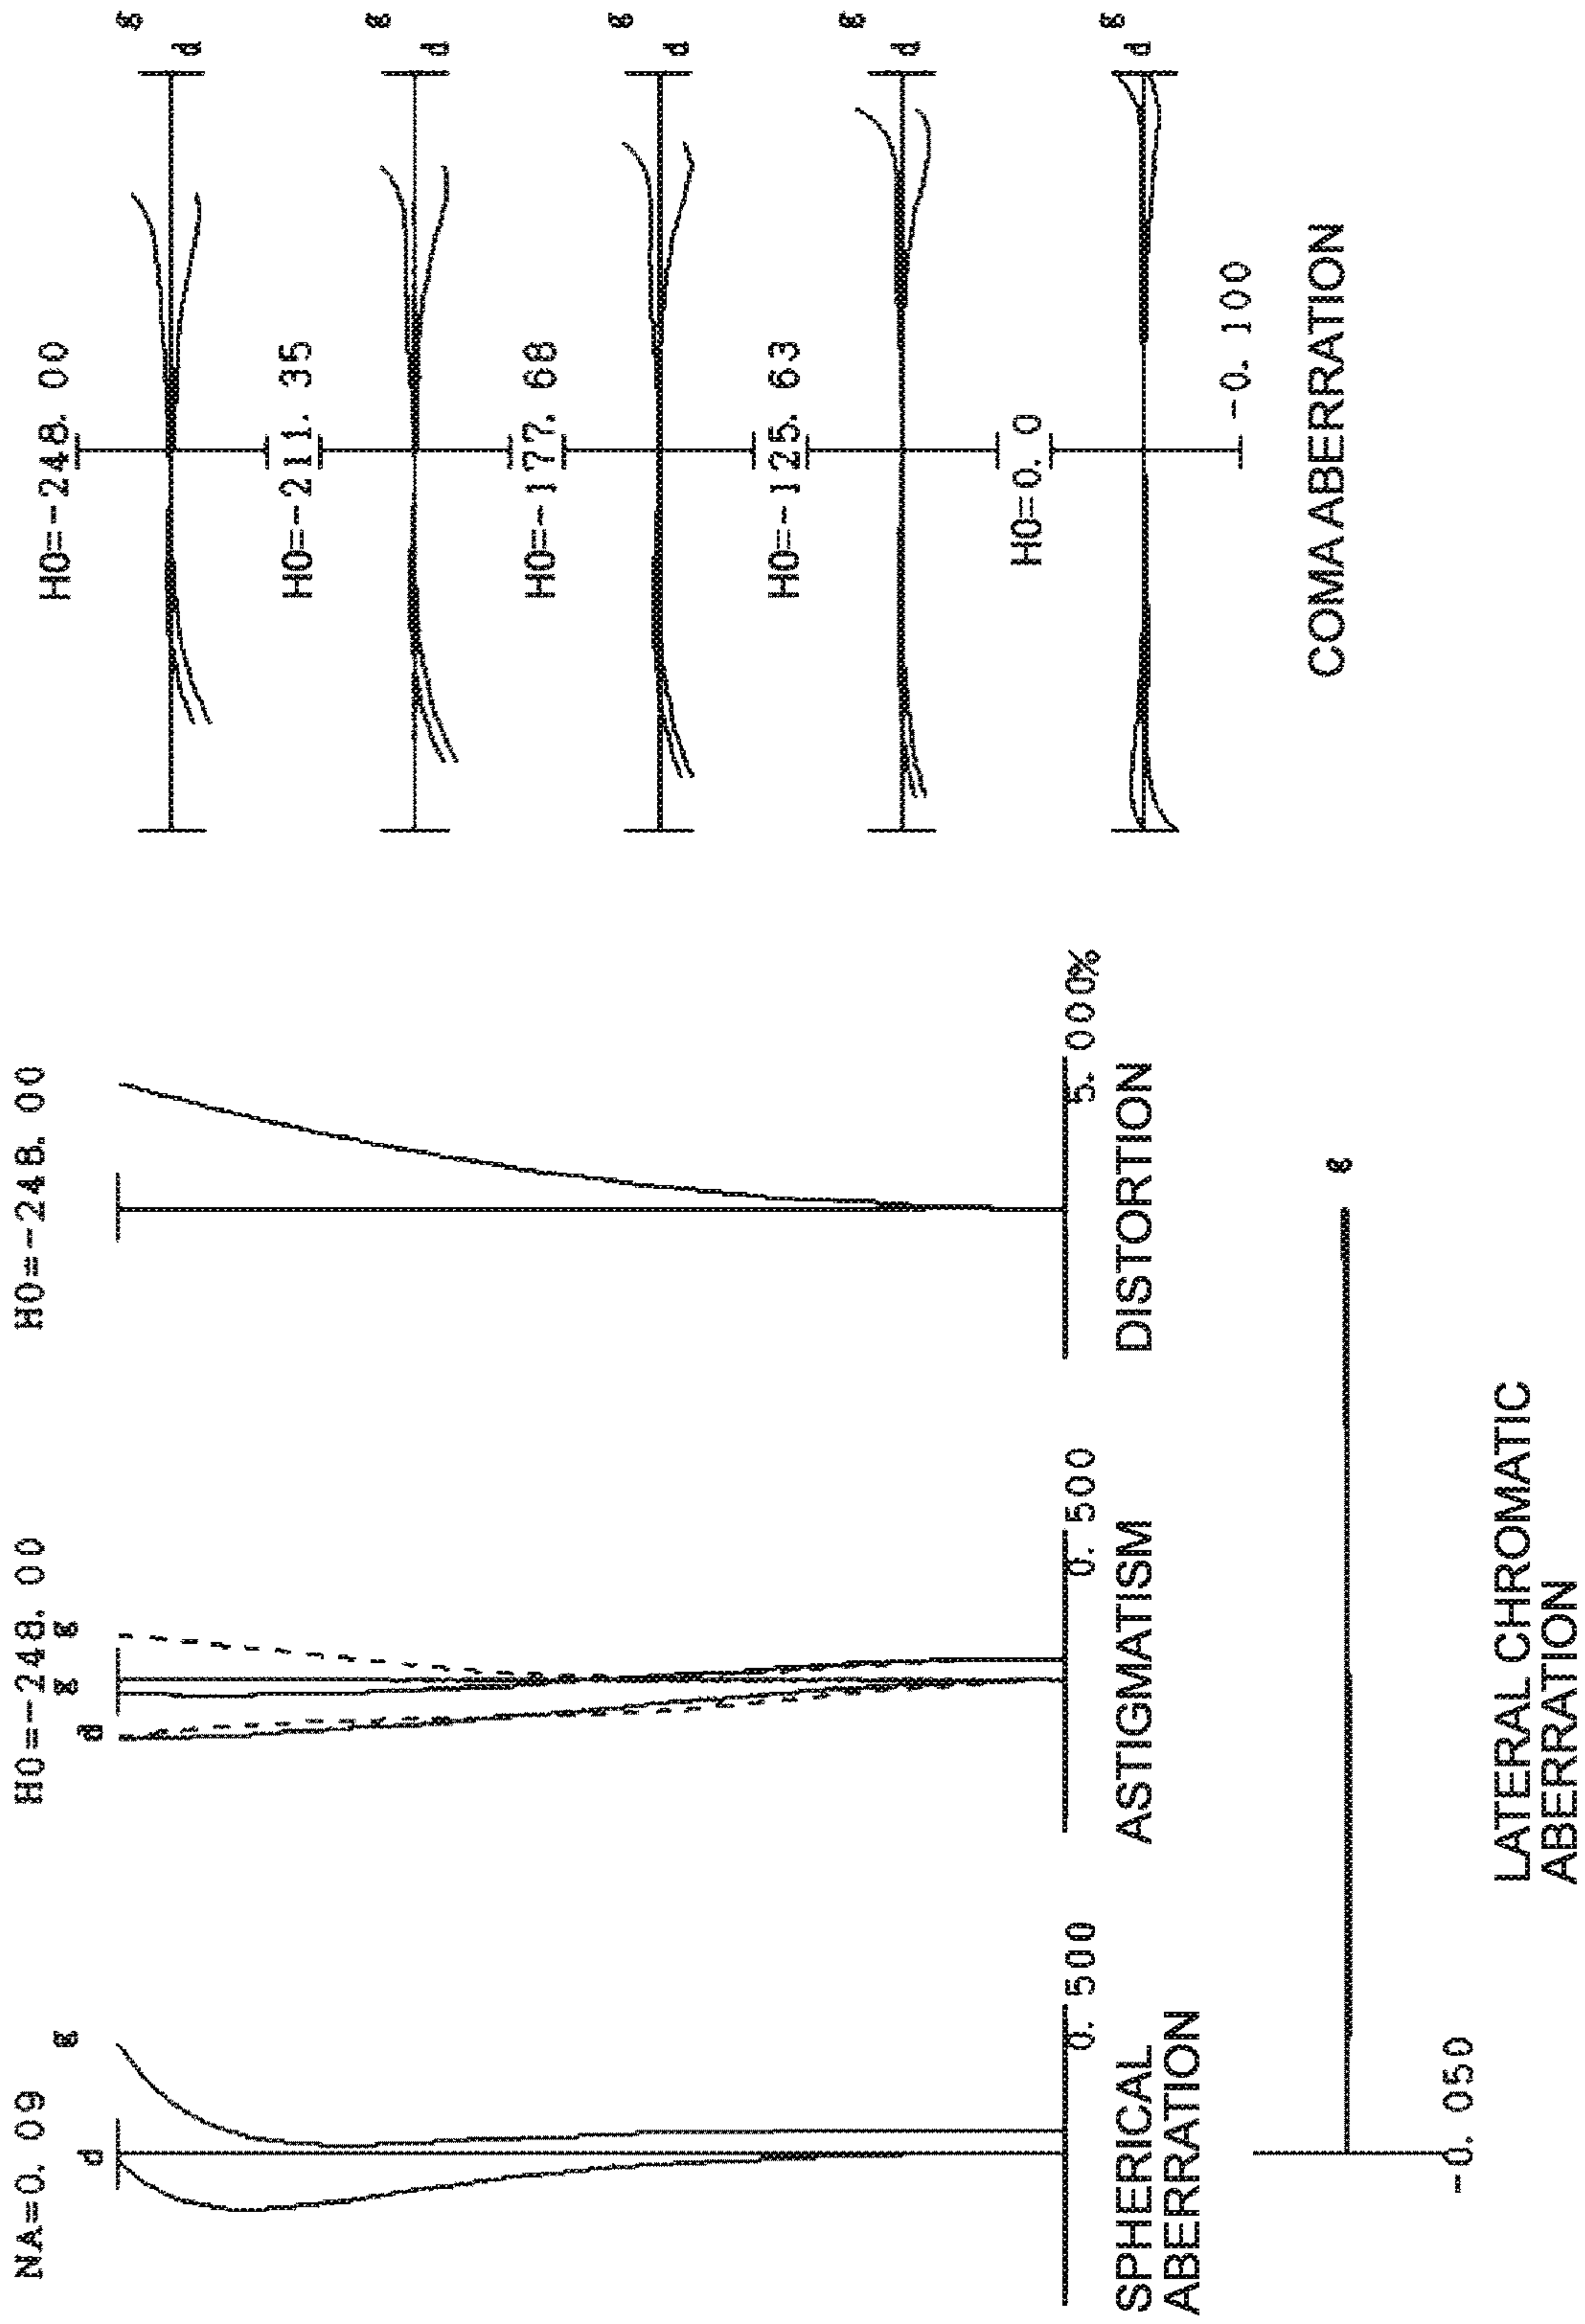 NA=0. 09
d
g
0. 500
SPHERICAL
ABERRATION
H0=-248. 00
d
g
g
0. 500
ASTIGMATISM
H0=-248. 00
5. 000%
DISTORTION
H0=-248. 00
g
d
H0=-211. 35
g
d
H0=-177. 68
g
d
H0=-125. 63
g
d
H0=0. 0
g
d
-0. 100
COMA ABERRATION
g
-0. 050
LATERAL CHROMATIC
ABERRATION